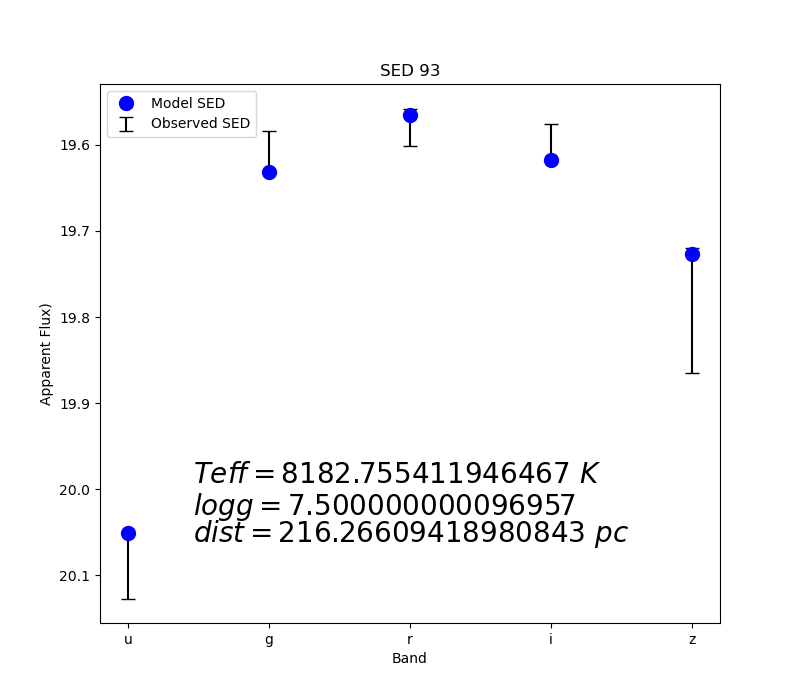 SED 93
Model SED
Observed SED
19.6
19.7
19.8
19.9
20.0
20.1
Apparent Flux)
Teff = 8182.755411946467 K
logg = 7.500000000096957
dist = 216.26609418980843 pc
u g r i z
Band